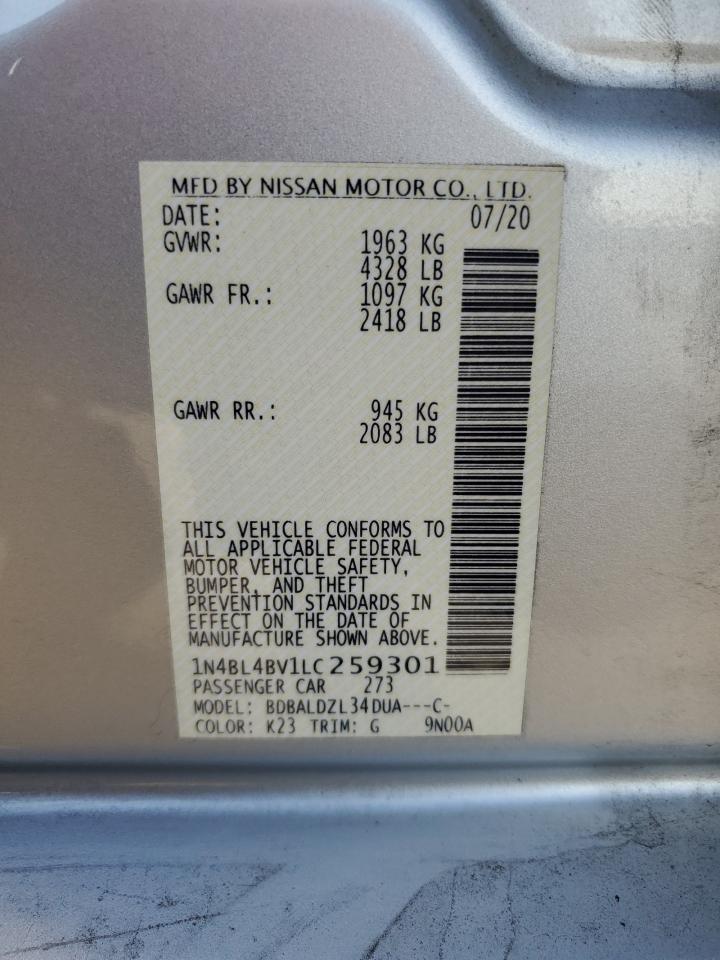 MFD BY NISSAN MOTOR CO., LTD.
DATE: 07/20
GVWR: 1963 KG
4328 LB
GAWR FR.: 1097 KG
2418 LB
GAWR RR.: 945 KG
2083 LB
THIS VEHICLE CONFORMS TO
ALL APPLICABLE FEDERAL
MOTOR VEHICLE SAFETY,
BUMPER, AND THEFT
PREVENTION STANDARDS IN
EFFECT ON THE DATE OF
MANUFACTURE SHOWN ABOVE.
1N4BL4BV1LC259301
PASSENGER CAR 273
MODEL: BDBALDZL34DUA---C-
COLOR: K23 TRIM: G 9N00A